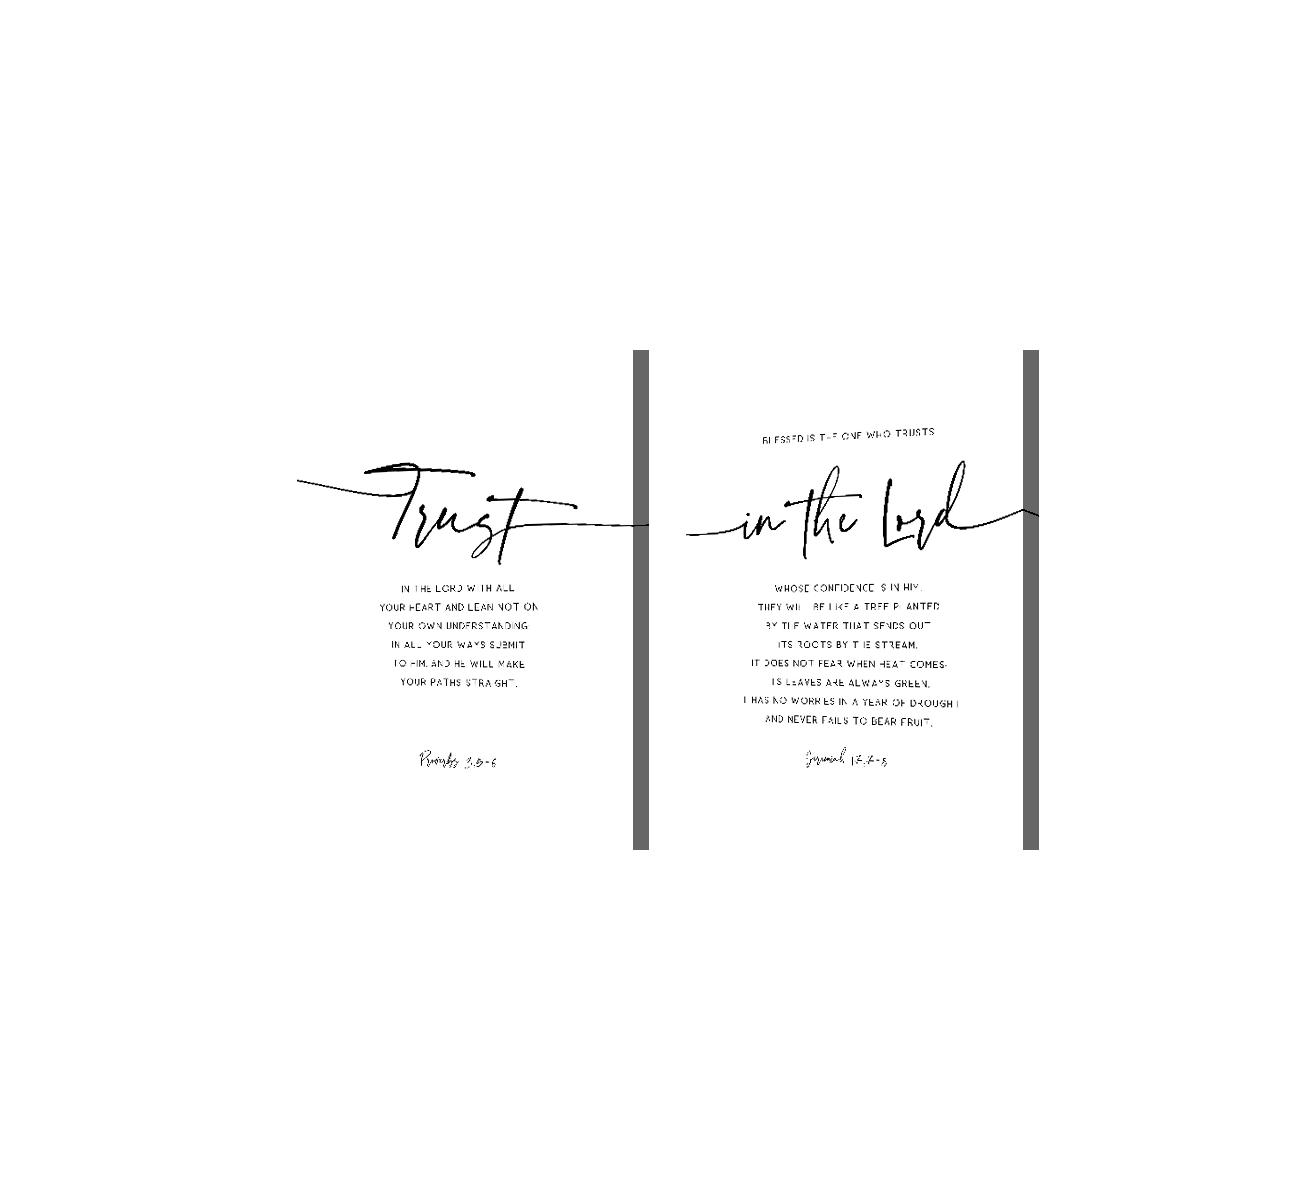 Trust
IN THE LORD WITH ALL
YOUR HEART AND LEAN NOT ON
YOUR OWN UNDERSTANDING
IN ALL YOUR WAYS SUBMIT
TO HIM, AND HE WILL MAKE
YOUR PATHS STRAIGHT.
Proverbs 3:5-6
BLESSED IS THE ONE WHO TRUSTS
in the Lord
WHOSE CONFIDENCE IS IN HIM.
THEY WILL BE LIKE A TREE PLANTED
BY THE WATER THAT SENDS OUT
ITS ROOTS BY THE STREAM.
IT DOES NOT FEAR WHEN HEAT COMES;
ITS LEAVES ARE ALWAYS GREEN.
IT HAS NO WORRIES IN A YEAR OF DROUGHT
AND NEVER FAILS TO BEAR FRUIT.
Jeremiah 17:7-8